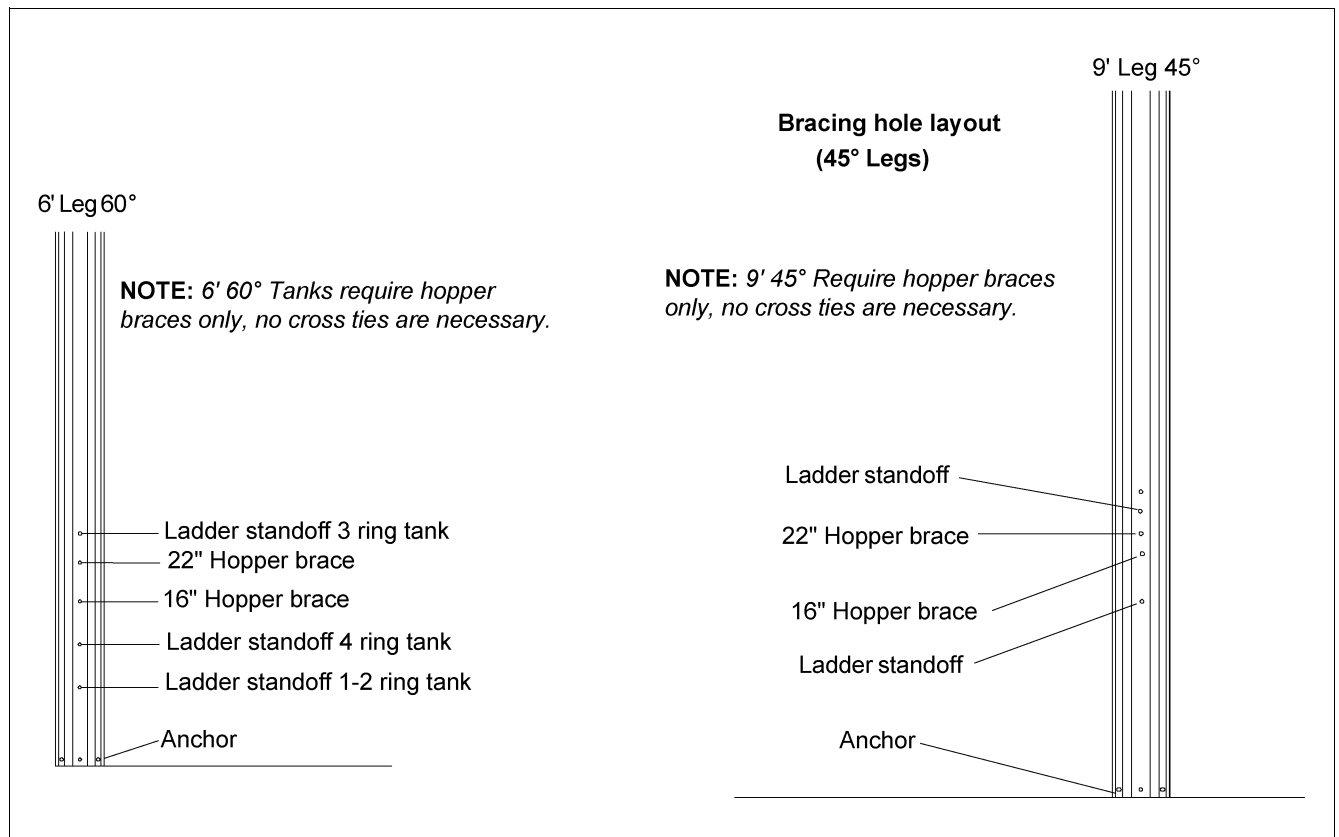 6' Leg 60°
NOTE: 6' 60° Tanks require hopper
braces only, no cross ties are necessary.
Ladder standoff 3 ring tank
22" Hopper brace
16" Hopper brace
Ladder standoff 4 ring tank
Ladder standoff 1-2 ring tank
Anchor
9' Leg 45°
Bracing hole layout
(45° Legs)
NOTE: 9' 45° Require hopper braces
only, no cross ties are necessary.
Ladder standoff
22" Hopper brace
16" Hopper brace
Ladder standoff
Anchor